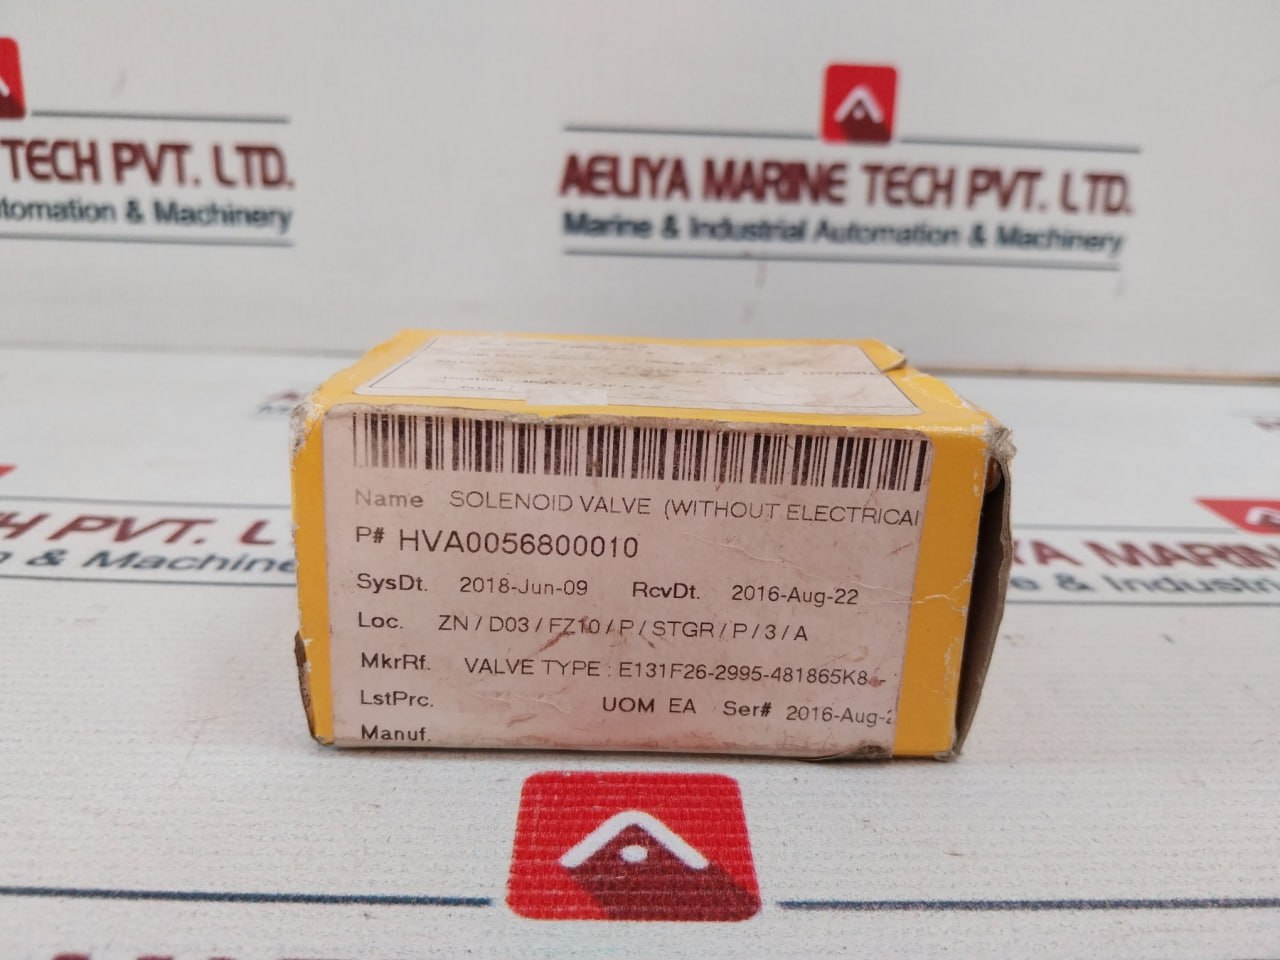 TECH PVT. LTD.
tomation & Machinery
AELIYA MARINE TECH PVT. LTD.
Marine & Industrial Automation & Machinery
Name SOLENOID VALVE (WITHOUT ELECTRICAL
P# HVA0056800010
SysDt. 2018-Jun-09 RcvDt. 2016-Aug-22
Loc. ZN / D03 / FZ10 / P / STGR / P / 3 / A
MkrRf. VALVE TYPE : E131F26-2995-481865K8
LstPrc. UOM EA Ser# 2016-Aug-2
Manuf.